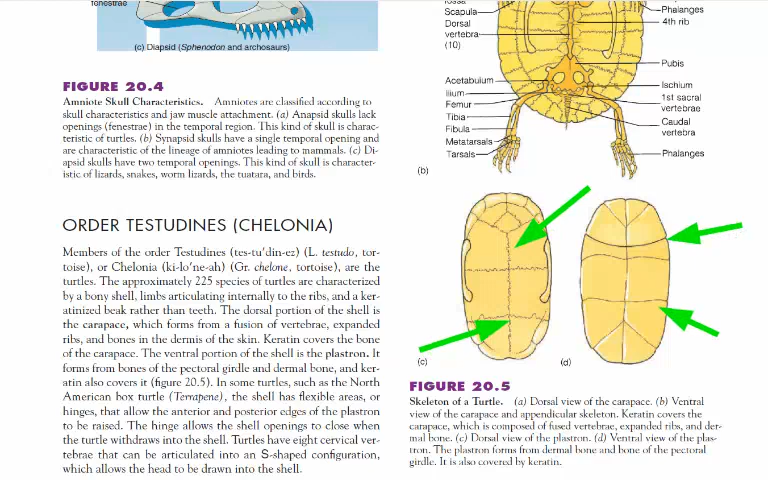 fenestrae
(c) Diapsid (Sphenodon and archosaurs)
FIGURE 20.4
Amniote Skull Characteristics. Amniotes are classified according to
skull characteristics and jaw muscle attachment. (a) Anapsid skulls lack
openings (fenestrae) in the temporal region. This kind of skull is charac-
teristic of turtles. (b) Synapsid skulls have a single temporal opening and
are characteristic of the lineage of amniotes leading to mammals. (c) Di-
apsid skulls have two temporal openings. This kind of skull is character-
istic of lizards, snakes, worm lizards, the tuatara, and birds.
ORDER TESTUDINES (CHELONIA)
Members of the order Testudines (tes-tu′din-ez) (L. testudo, tor-
toise), or Chelonia (ki-lo′ne-ah) (Gr. chelone, tortoise), are the
turtles. The approximately 225 species of turtles are characterized
by a bony shell, limbs articulating internally to the ribs, and a ker-
atinized beak rather than teeth. The dorsal portion of the shell is
the carapace, which forms from a fusion of vertebrae, expanded
ribs, and bones in the dermis of the skin. Keratin covers the bone
of the carapace. The ventral portion of the shell is the plastron. It
forms from bones of the pectoral girdle and dermal bone, and ker-
atin also covers it (figure 20.5). In some turtles, such as the North
American box turtle (Terrapene), the shell has flexible areas, or
hinges, that allow the anterior and posterior edges of the plastron
to be raised. The hinge allows the shell openings to close when
the turtle withdraws into the shell. Turtles have eight cervical ver-
tebrae that can be articulated into an S-shaped configuration,
which allows the head to be drawn into the shell.
Scapula
Dorsal
vertebra
(10)
Acetabulum
Ilium
Femur
Tibia
Fibula
Metatarsals
Tarsals
Phalanges
4th rib
Pubis
Ischium
1st sacral
vertebrae
Caudal
vertebra
Phalanges
(b)
(c)
(d)
FIGURE 20.5
Skeleton of a Turtle. (a) Dorsal view of the carapace. (b) Ventral
view of the carapace and appendicular skeleton. Keratin covers the
carapace, which is composed of fused vertebrae, expanded ribs, and der-
mal bone. (c) Dorsal view of the plastron. (d) Ventral view of the plas-
tron. The plastron forms from dermal bone and bone of the pectoral
girdle. It is also covered by keratin.